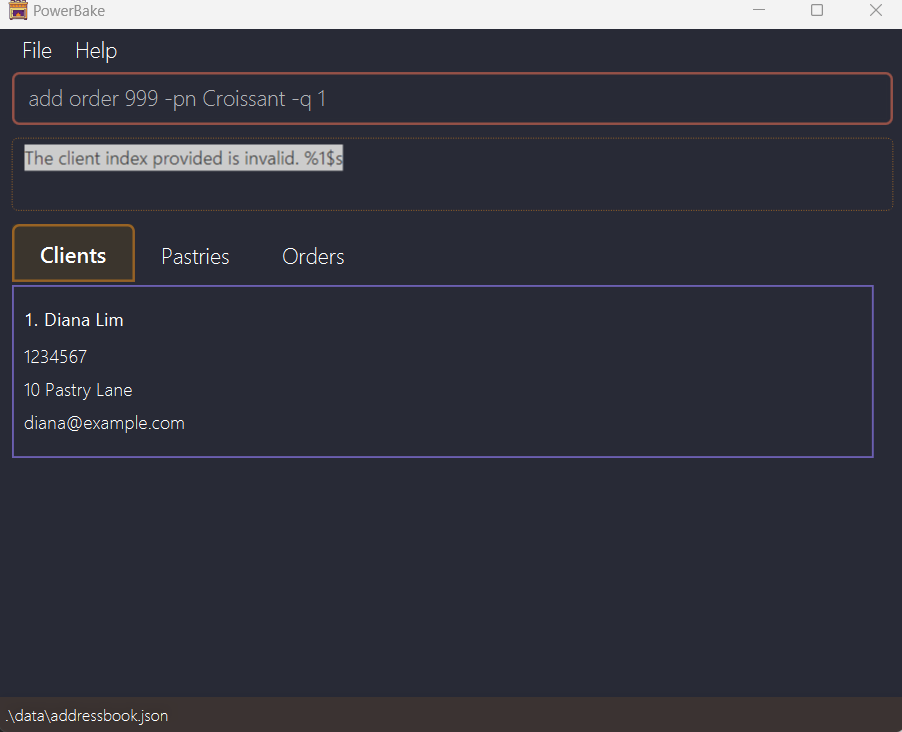 PowerBake
File Help
add order 999 -pn Croissant -q 1
The client index provided is invalid. %1$s
Clients Pastries Orders
1. Diana Lim
1234567
10 Pastry Lane
diana@example.com
.\data\addressbook.json